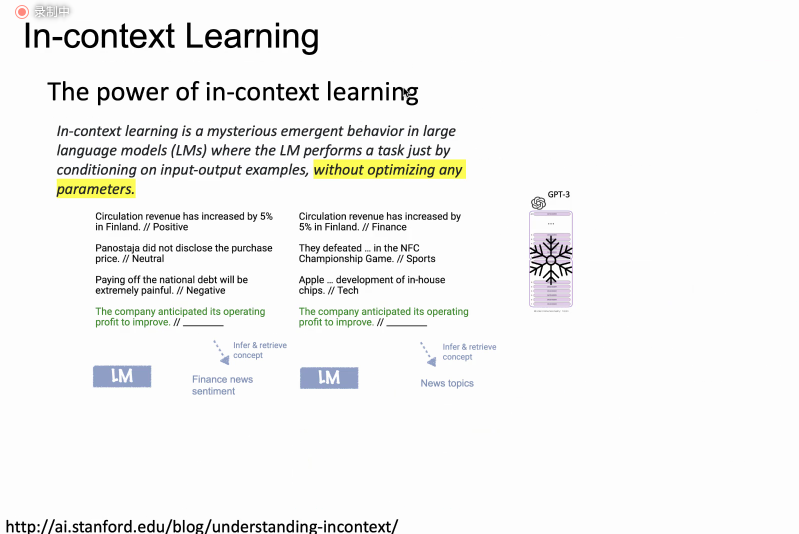 录制中
In-context Learning
The power of in-context learning
In-context learning is a mysterious emergent behavior in large
language models (LMs) where the LM performs a task just by
conditioning on input-output examples, without optimizing any
parameters.
Circulation revenue has increased by 5%
in Finland. // Positive
Panostaja did not disclose the purchase
price. // Neutral
Paying off the national debt will be
extremely painful. // Negative
The company anticipated its operating
profit to improve. // ________
Infer & retrieve
concept
LM
Finance news
sentiment
Circulation revenue has increased by
5% in Finland. // Finance
They defeated … in the NFC
Championship Game. // Sports
Apple … development of in-house
chips. // Tech
The company anticipated its operating
profit to improve. // ________
Infer & retrieve
concept
LM
News topics
GPT-3
http://ai.stanford.edu/blog/understanding-incontext/